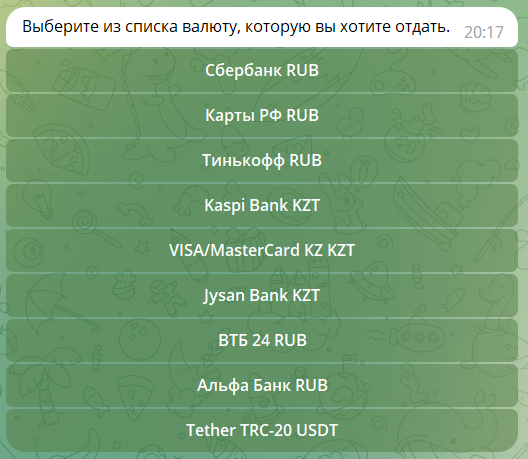 Выберите из списка валюту, которую вы хотите отдать.
20:17
Сбербанк RUB
Карты РФ RUB
Тинькофф RUB
Kaspi Bank KZT
VISA/MasterCard KZ KZT
Jysan Bank KZT
ВТБ 24 RUB
Альфа Банк RUB
Tether TRC-20 USDT